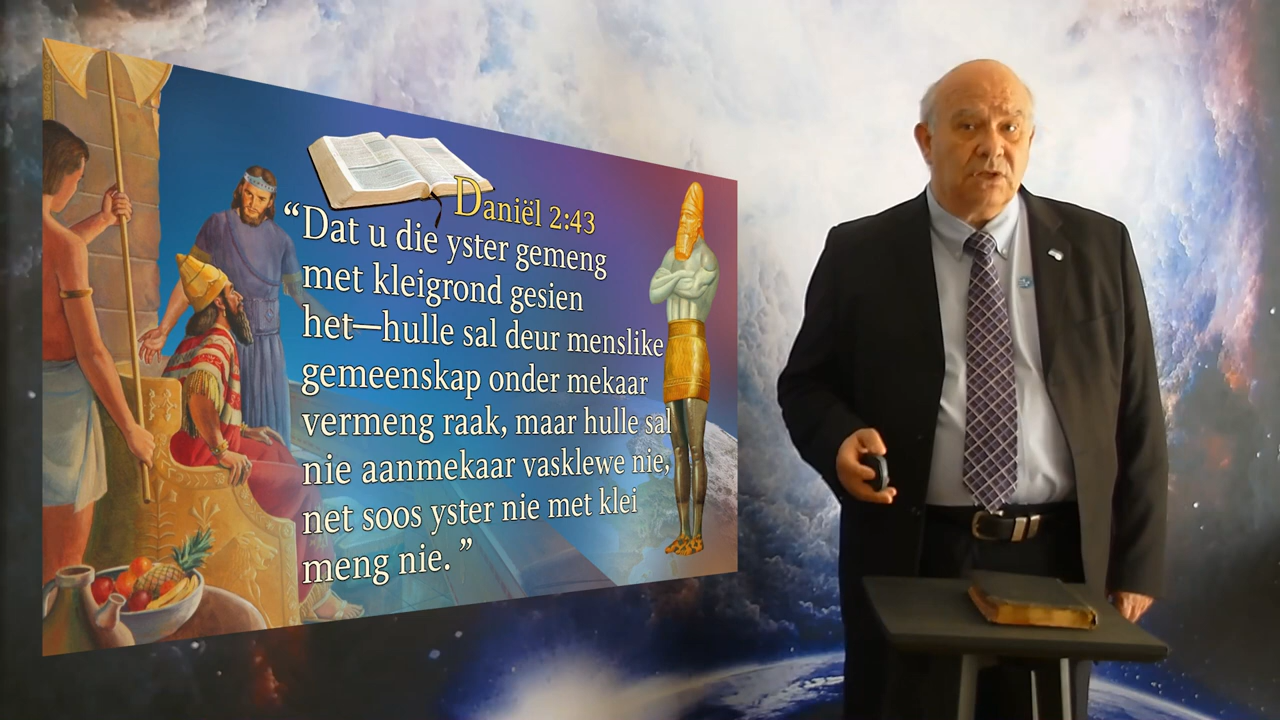 Daniël 2:43
“Dat u die yster gemeng
met kleigrond gesien
het—hulle sal deur menslike
gemeenskap onder mekaar
vermeng raak, maar hulle sal
nie aanmekaar vasklewe nie,
net soos yster nie met klei
meng nie.”